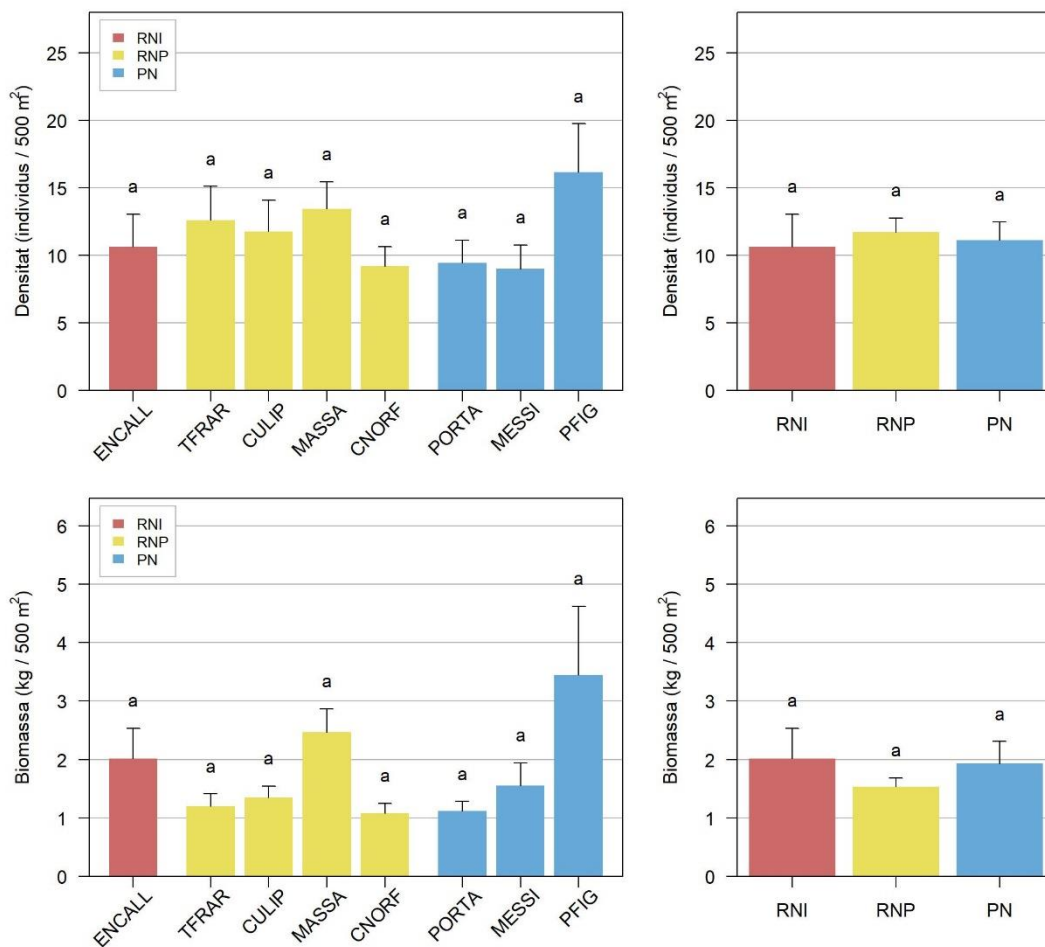 Densitat (individus / 500 m²)
25
20
15
10
5
0
RNI
RNP
PN
a
a
a
a
a
a
a
a
ENCALL
TFRAR
CULIP
MASSA
CNORF
PORTA
MESSI
PFIG
Densitat (individus / 500 m²)
25
20
15
10
5
0
a
a
a
RNI
RNP
PN
Biomassa (kg / 500 m²)
6
5
4
3
2
1
0
RNI
RNP
PN
a
a
a
a
a
a
a
a
ENCALL
TFRAR
CULIP
MASSA
CNORF
PORTA
MESSI
PFIG
Biomassa (kg / 500 m²)
6
5
4
3
2
1
0
a
a
a
RNI
RNP
PN